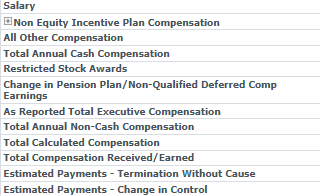 Salary
Non Equity Incentive Plan Compensation
All Other Compensation
Total Annual Cash Compensation
Restricted Stock Awards
Change in Pension Plan/Non-Qualified Deferred Comp
Earnings
As Reported Total Executive Compensation
Total Annual Non-Cash Compensation
Total Calculated Compensation
Total Compensation Received/Earned
Estimated Payments - Termination Without Cause
Estimated Payments - Change in Control